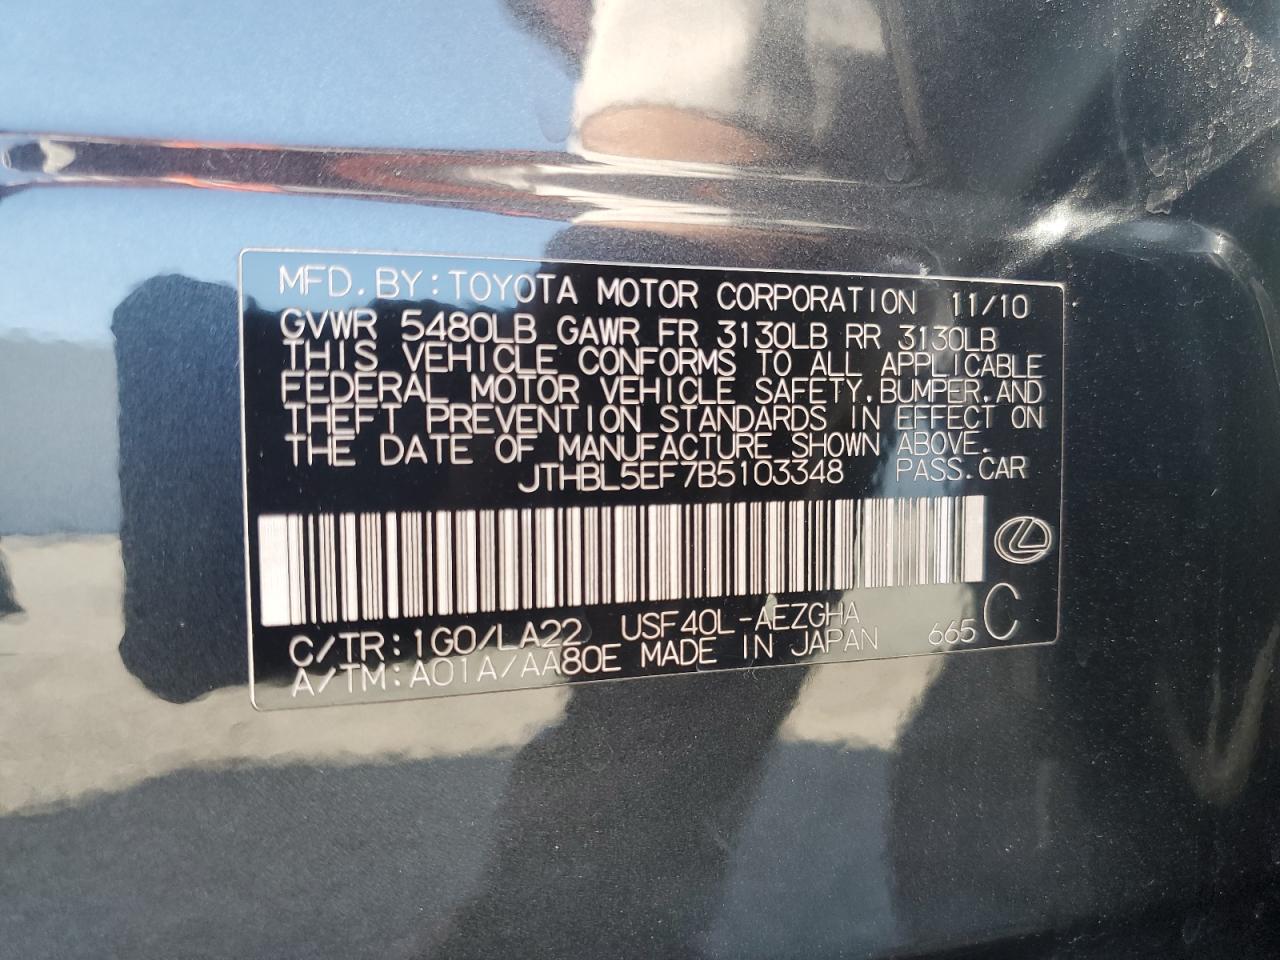 MFD. BY: TOYOTA MOTOR CORPORATION 11/10
GVWR 5480LB GAWR FR 3130LB RR 3130LB
THIS VEHICLE CONFORMS TO ALL APPLICABLE
FEDERAL MOTOR VEHICLE SAFETY, BUMPER, AND
THEFT PREVENTION STANDARDS IN EFFECT ON
THE DATE OF MANUFACTURE SHOWN ABOVE.
JTHBL5EF7B5103348 PASS. CAR
C/TR: 1G0/LA22 USF40L-AEZGHA 665 C
A/TM: A01A/AA80E MADE IN JAPAN